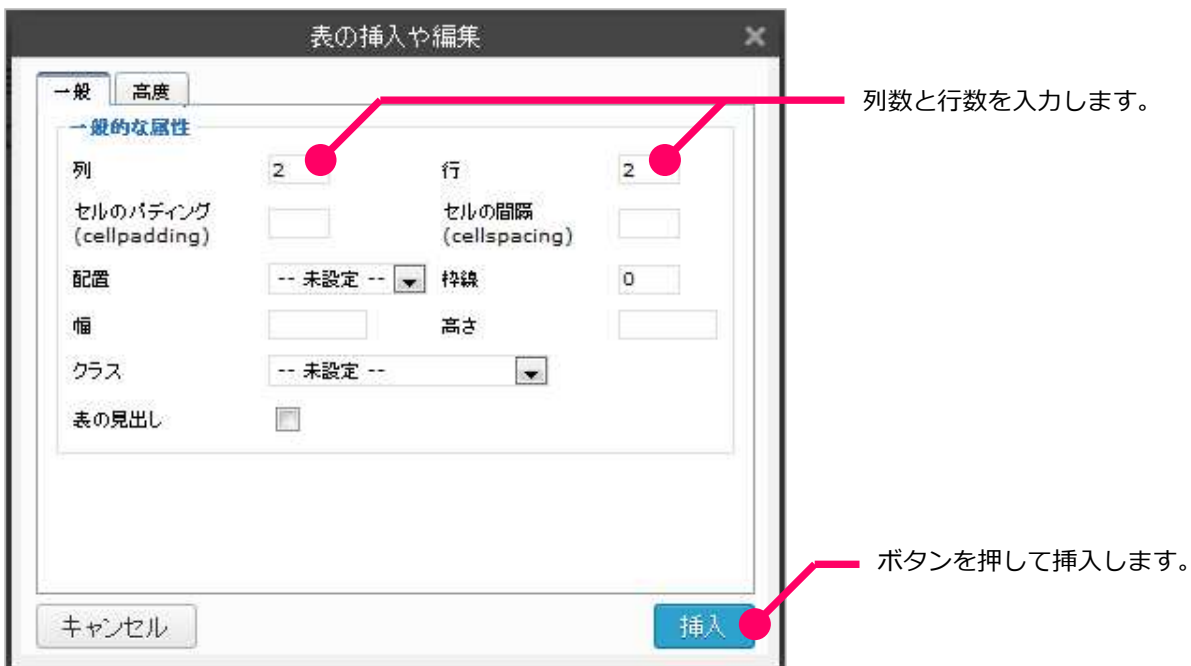 表の挿入や編集
一般 高度
列数と行数を入力します。
一般的な属性
列 2 行 2
セルのパディング セルの間隔
(cellpadding) (cellspacing)
配置 -- 未設定 -- 枠線 0
幅 高さ
クラス -- 未設定 --
表の見出し
ボタンを押して挿入します。
キャンセル 挿入